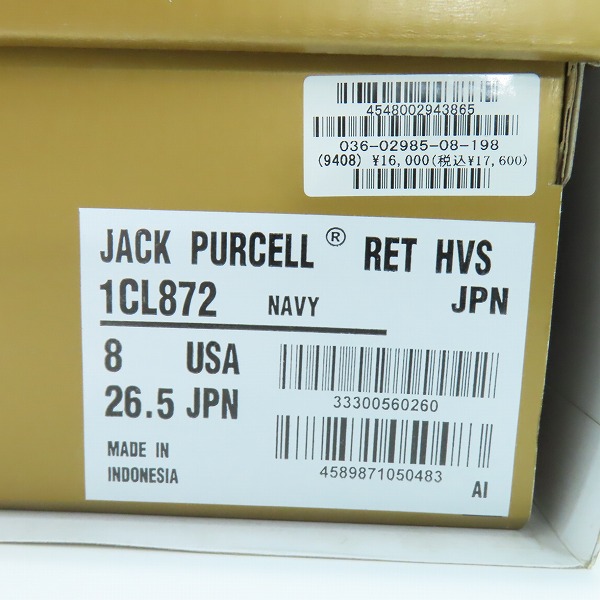 4548002943865
036-02985-08-198
(9408) ¥16,000(税込¥17,600)
JACK PURCELL® RET HVS
1CL872 NAVY JPN
8 USA
26.5 JPN
33300560260
MADE IN
INDONESIA
4589871050483
AI